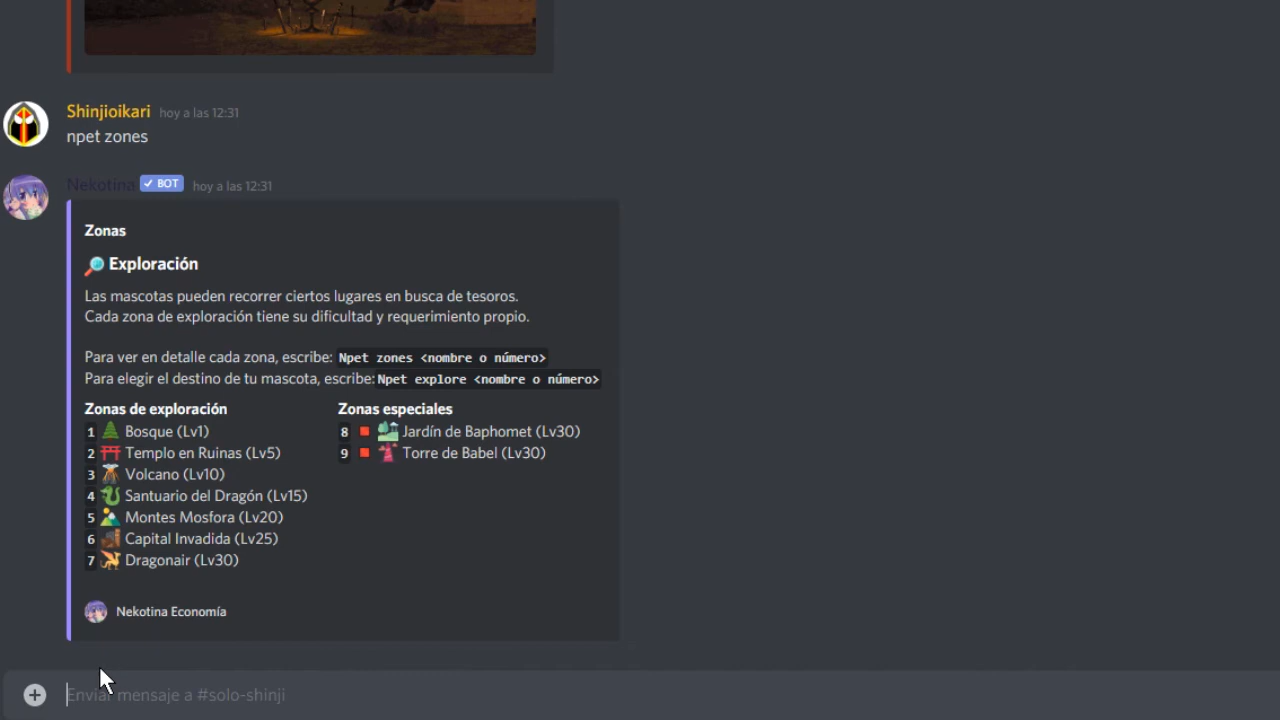 Shinjioikari hoy a las 12:31
npet zones
Nekotina BOT hoy a las 12:31
Zonas
Exploración
Las mascotas pueden recorrer ciertos lugares en busca de tesoros.
Cada zona de exploración tiene su dificultad y requerimiento propio.
Para ver en detalle cada zona, escribe: Npet zones <nombre o número>
Para elegir el destino de tu mascota, escribe: Npet explore <nombre o número>
Zonas de exploración
1 Bosque (Lv1)
2 Templo en Ruinas (Lv5)
3 Volcano (Lv10)
4 Santuario del Dragón (Lv15)
5 Montes Mosfora (Lv20)
6 Capital Invadida (Lv25)
7 Dragonair (Lv30)
Zonas especiales
8 Jardín de Baphomet (Lv30)
9 Torre de Babel (Lv30)
Nekotina Economía
Enviar mensaje a #solo-shinji